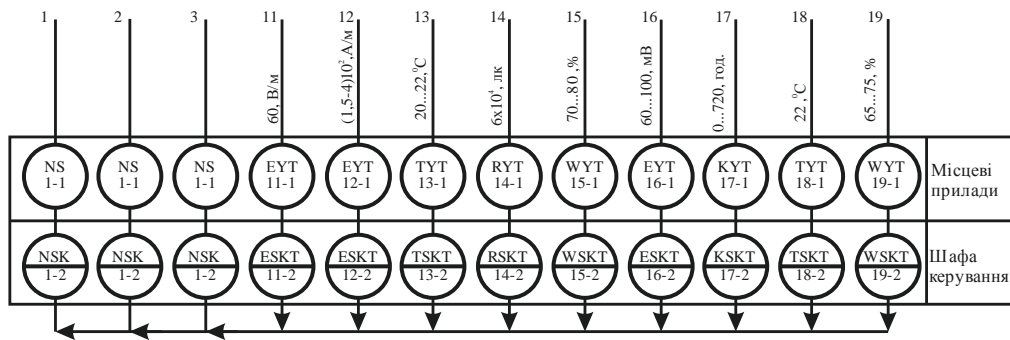 1 2 3 11 12 13 14 15 16 17 18 19
60, В/м
(1,5-4)10²,А/м
20...22,⁰С
6х10⁴, лк
70...80 ,%
60...100, мВ
0...720, год.
22 ,⁰С
65...75, %
NS NS NS EYT EYT TYT RYT WYT EYT KYT TYT WYT
1-1 1-1 1-1 11-1 12-1 13-1 14-1 15-1 16-1 17-1 18-1 19-1
Місцеві
прилади
NSK NSK NSK ESKT ESKT TSKT RSKT WSKT ESKT KSKT TSKT WSKT
1-2 1-2 1-2 11-2 12-2 13-2 14-2 15-2 16-2 17-2 18-2 19-2
Шафа
керування